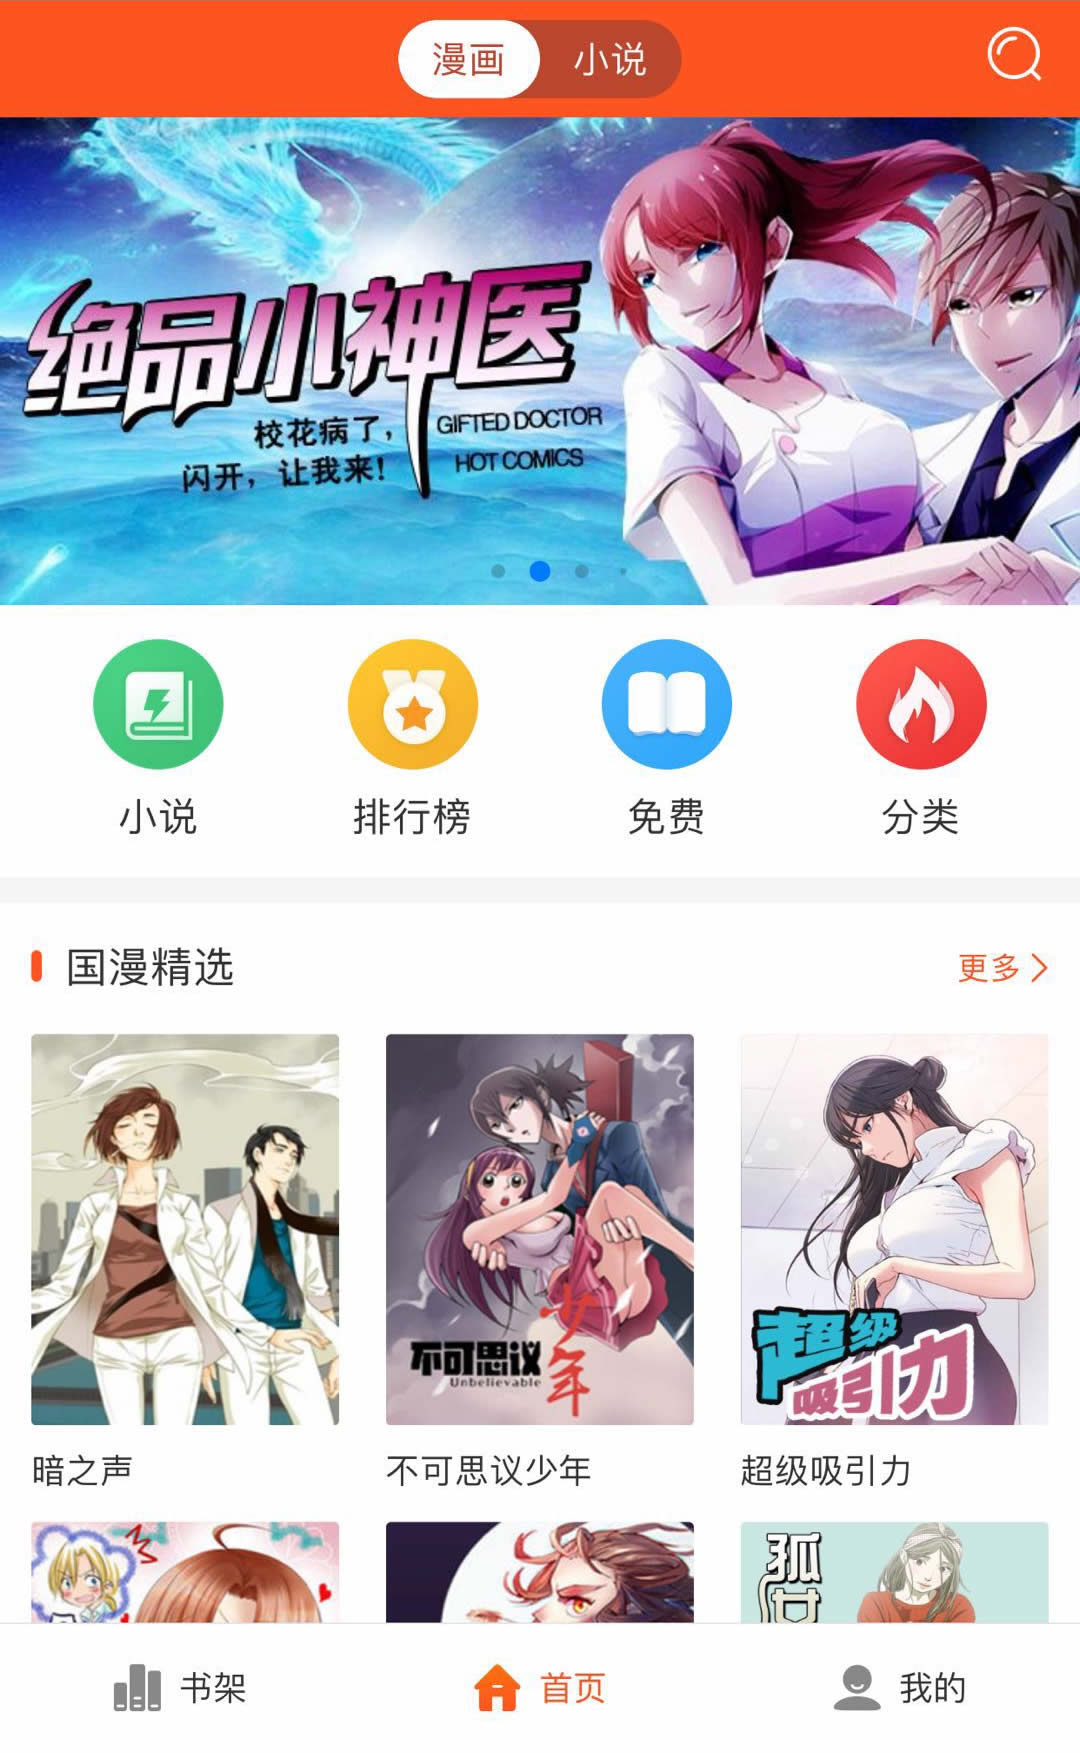 漫画
小说
绝品小神医
校花病了，
闪开，让我来！
GIFTED DOCTOR
HOT COMICS
小说
排行榜
免费
分类
国漫精选
更多
不可思议
Unbelievable
少年
超级
吸引力
暗之声
不可思议少年
超级吸引力
孤
女
书架
首页
我的